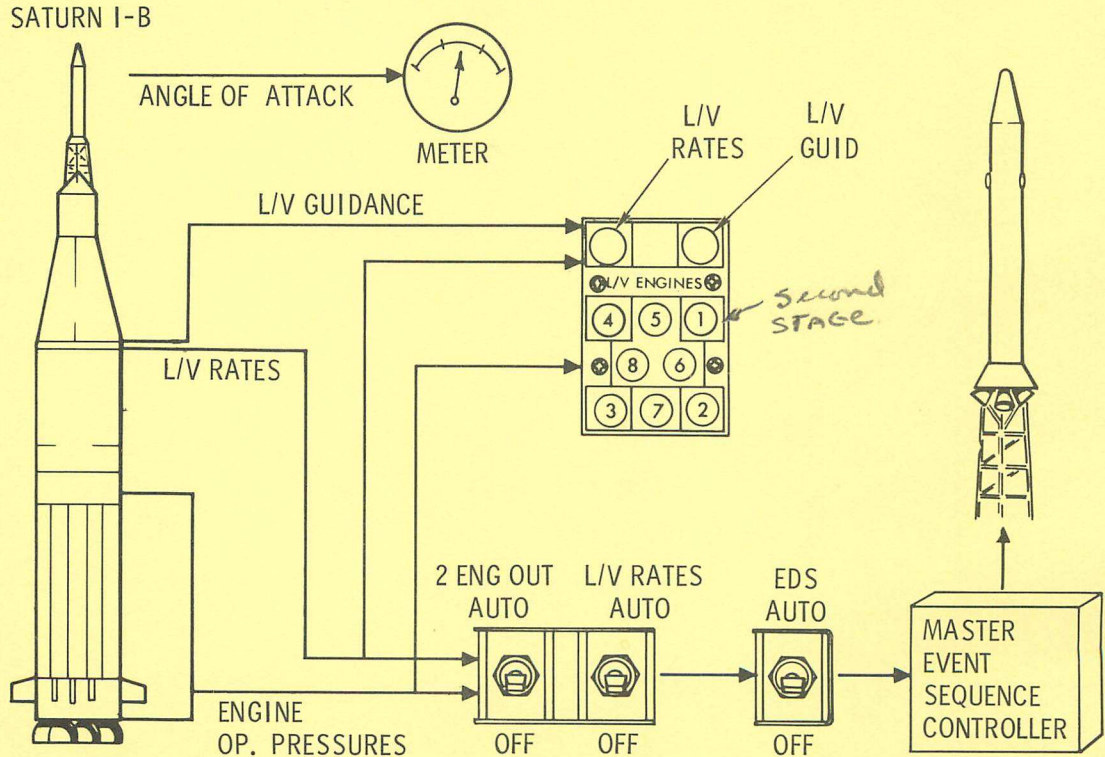 SATURN I-B
ANGLE OF ATTACK
METER
L/V
RATES
L/V
GUID
L/V GUIDANCE
L/V ENGINES
4 5 1
second
STAGE
L/V RATES
8 6
3 7 2
2 ENG OUT
AUTO
L/V RATES
AUTO
EDS
AUTO
MASTER
EVENT
SEQUENCE
CONTROLLER
ENGINE
OP. PRESSURES
OFF
OFF
OFF